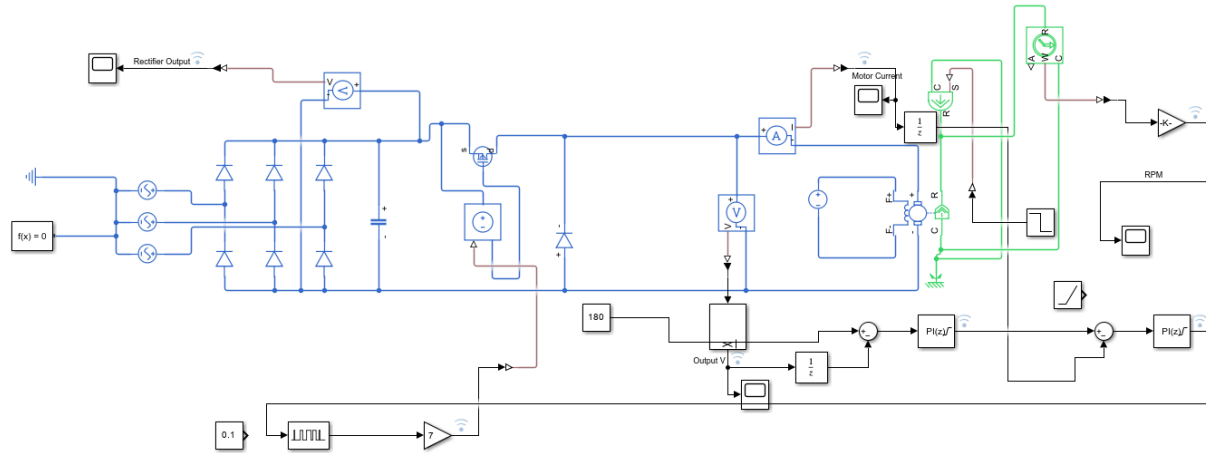 Rectifier Output
V
+
V
Motor Current
+
A
I
-
C
S
R
R
A
W
C
-K-
f(x) = 0
s
d
+
-
+
-
-
+
V
+
-
F+
F-
+
-
R
C
RPM
1
z
180
Output V
+
-
PI(z)
+
-
PI(z)
1
z
0.1
7